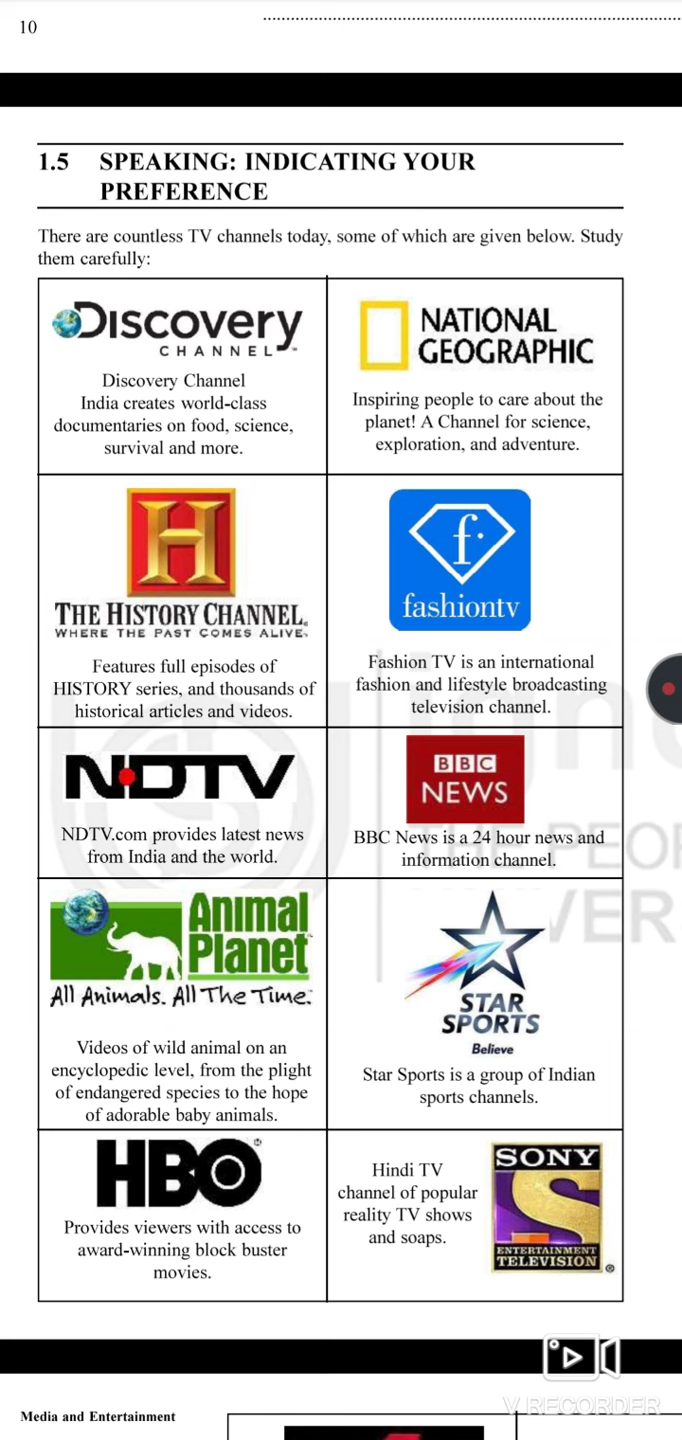 10
1.5 SPEAKING: INDICATING YOUR
PREFERENCE
There are countless TV channels today, some of which are given below. Study
them carefully:
Discovery
CHANNEL
Discovery Channel
India creates world-class
documentaries on food, science,
survival and more.
NATIONAL
GEOGRAPHIC
Inspiring people to care about the
planet! A Channel for science,
exploration, and adventure.
H
THE HISTORY CHANNEL.
WHERE THE PAST COMES ALIVE.
Features full episodes of
HISTORY series, and thousands of
historical articles and videos.
f
fashiontv
Fashion TV is an international
fashion and lifestyle broadcasting
television channel.
NDTV
NDTV.com provides latest news
from India and the world.
BBC
NEWS
BBC News is a 24 hour news and
information channel.
Animal
Planet
All Animals. All The Time.
Videos of wild animal on an
encyclopedic level, from the plight
of endangered species to the hope
of adorable baby animals.
STAR
SPORTS
Believe
Star Sports is a group of Indian
sports channels.
HBO
Provides viewers with access to
award-winning block buster
movies.
Hindi TV
channel of popular
reality TV shows
and soaps.
SONY
S
ENTERTAINMENT
TELEVISION
V RECORDER
Media and Entertainment